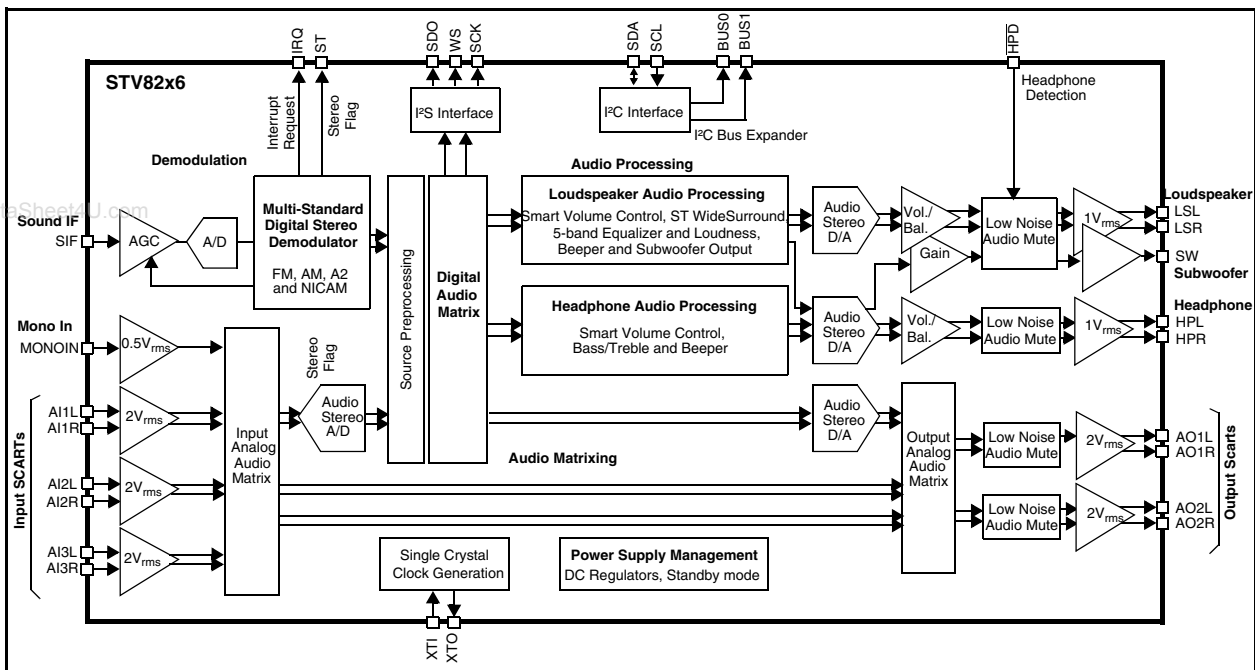 IRQ
ST
SDO
WS
SCK
SDA
SCL
BUS0
BUS1
HPD
STV82x6
Interrupt
Request
Stereo
Flag
I²S Interface
I²C Interface
I²C Bus Expander
Headphone
Detection
Demodulation
Audio Processing
taSheet4U.com
Sound IF
SIF
AGC
A/D
Multi-Standard
Digital Stereo
Demodulator
FM, AM, A2
and NICAM
Source Preprocessing
Digital
Audio
Matrix
Loudspeaker Audio Processing
Smart Volume Control, ST WideSurround,
5-band Equalizer and Loudness,
Beeper and Subwoofer Output
Audio
Stereo
D/A
Vol./
Bal.
Gain
Low Noise
Audio Mute
1Vrms
Loudspeaker
LSL
LSR
SW
Subwoofer
Headphone Audio Processing
Smart Volume Control,
Bass/Treble and Beeper
Audio
Stereo
D/A
Vol./
Bal.
Low Noise
Audio Mute
1Vrms
Headphone
HPL
HPR
Mono In
MONOIN
0.5Vrms
Stereo
Flag
Input SCARTs
AI1L
AI1R
2Vrms
AI2L
AI2R
2Vrms
AI3L
AI3R
2Vrms
Input
Analog
Audio
Matrix
Audio
Stereo
A/D
Audio Matrixing
Audio
Stereo
D/A
Output
Analog
Audio
Matrix
Low Noise
Audio Mute
2Vrms
AO1L
AO1R
Low Noise
Audio Mute
2Vrms
AO2L
AO2R
Output Scarts
Single Crystal
Clock Generation
Power Supply Management
DC Regulators, Standby mode
XTI
XTO